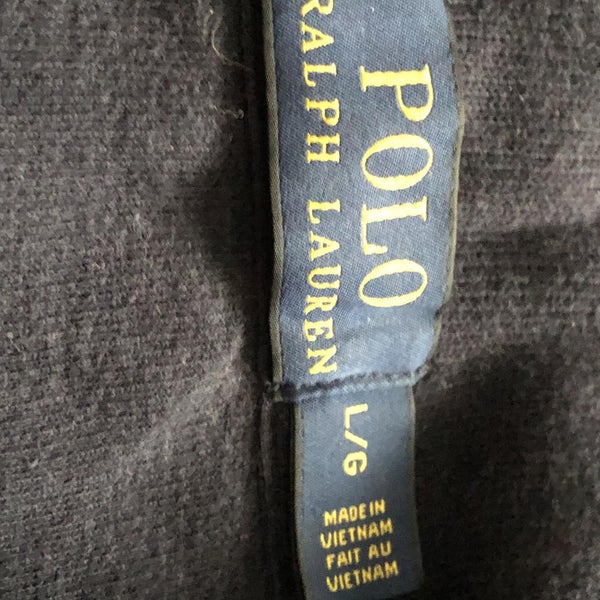 POLO
RALPH LAUREN
L/G
MADE IN
VIETNAM
FAIT AU
VIETNAM